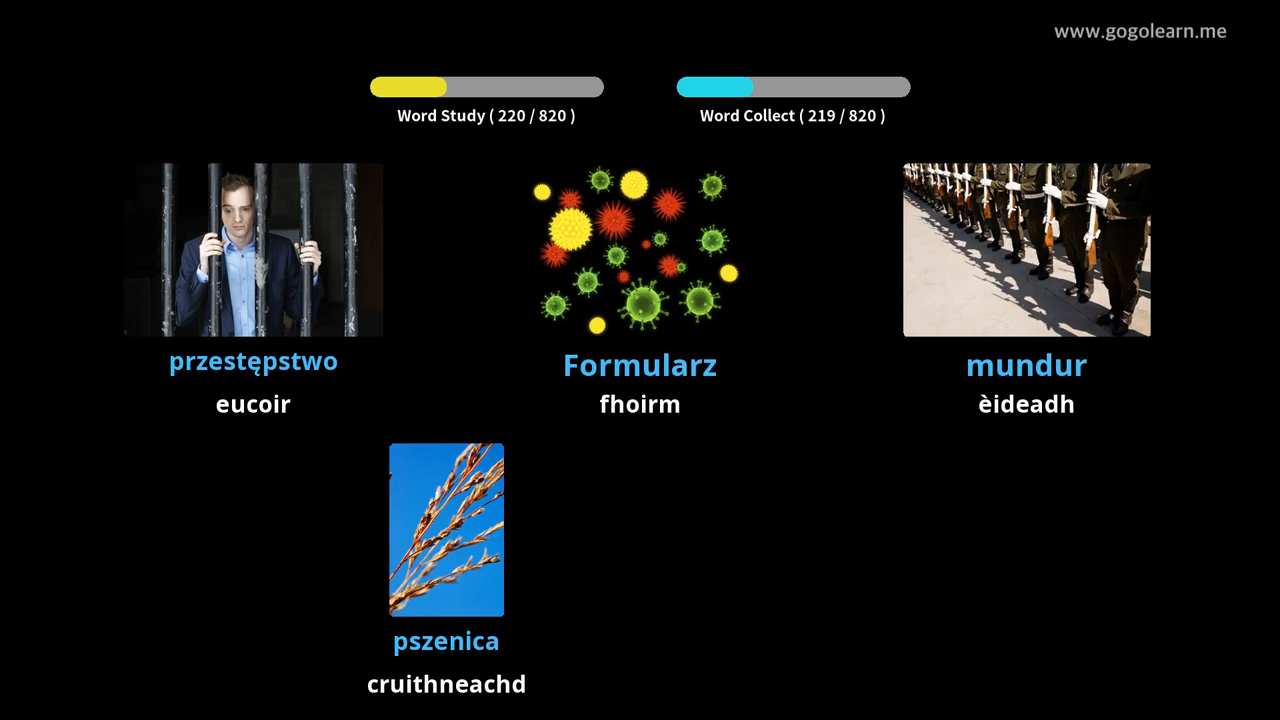 www.gogolearn.me
Word Study ( 220 / 820 )
Word Collect ( 219 / 820 )
przestępstwo
eucoir
Formularz
fhoirm
mundur
èideadh
pszenica
cruithneachd